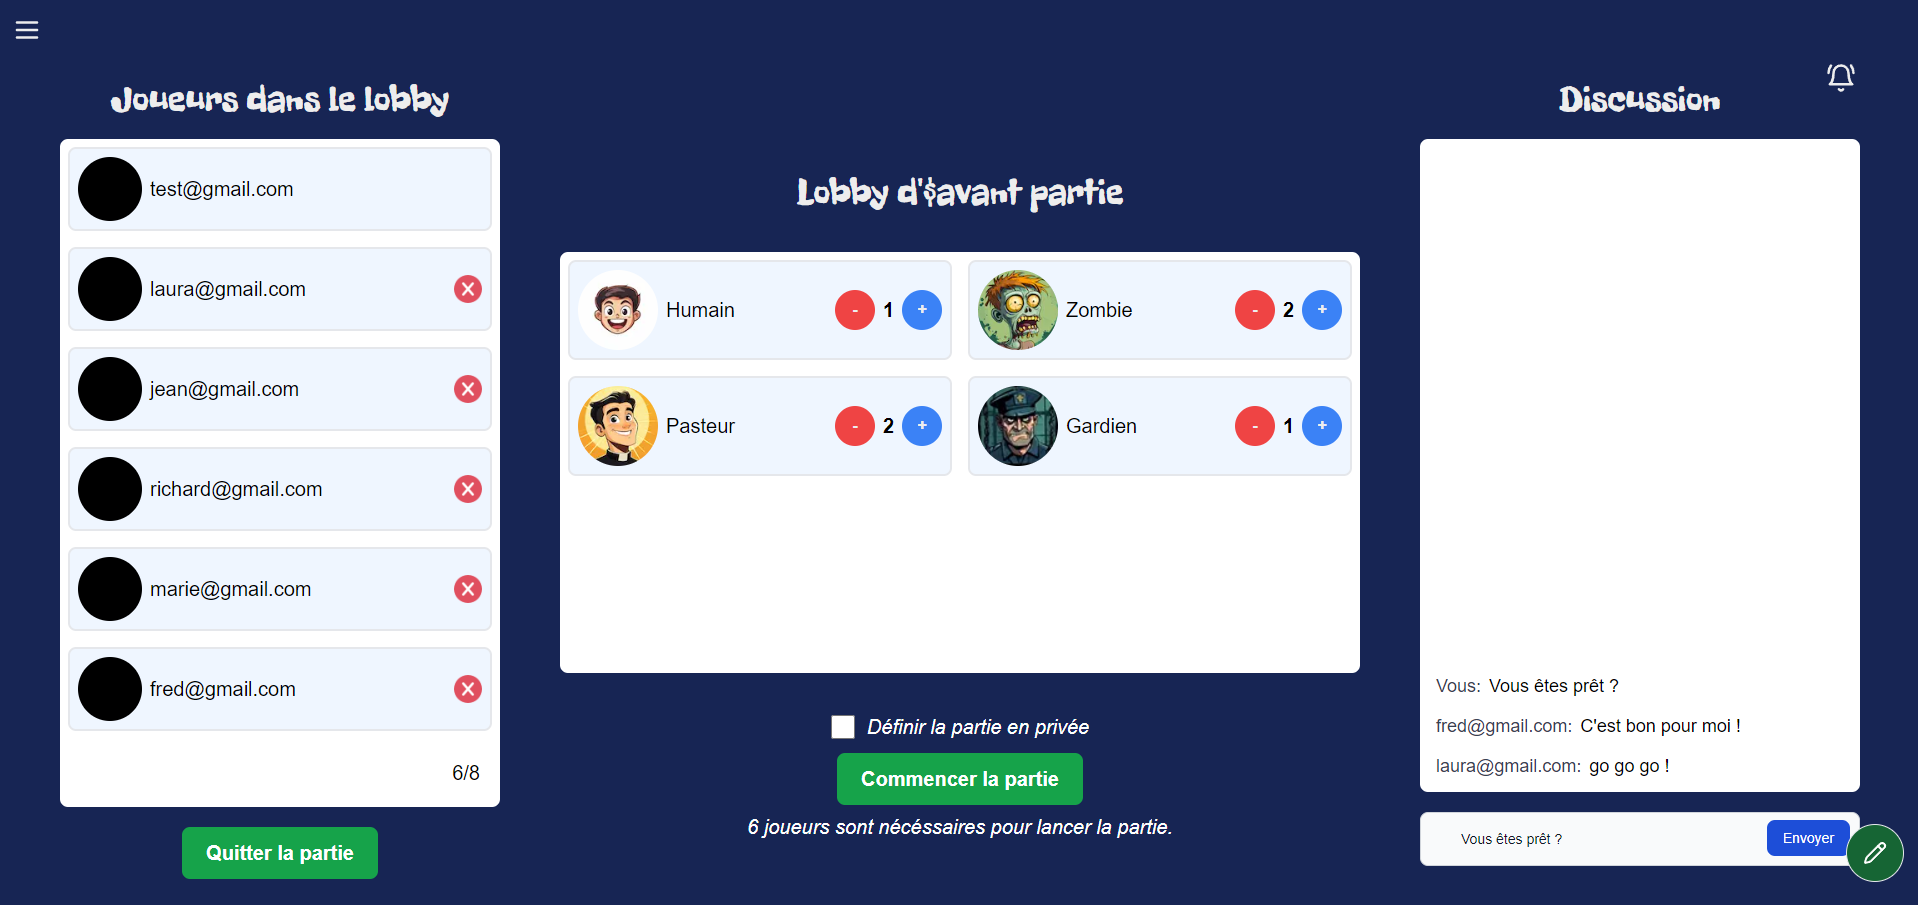 Joueurs dans le lobby
test@gmail.com
laura@gmail.com
jean@gmail.com
richard@gmail.com
marie@gmail.com
fred@gmail.com
6/8
Quitter la partie
Lobby d'$avant partie
Humain - 1 +
Zombie - 2 +
Pasteur - 2 +
Gardien - 1 +
Définir la partie en privée
Commencer la partie
6 joueurs sont nécéssaires pour lancer la partie.
Discussion
Vous: Vous êtes prêt ?
fred@gmail.com: C'est bon pour moi !
laura@gmail.com: go go go !
Vous êtes prêt ? Envoyer